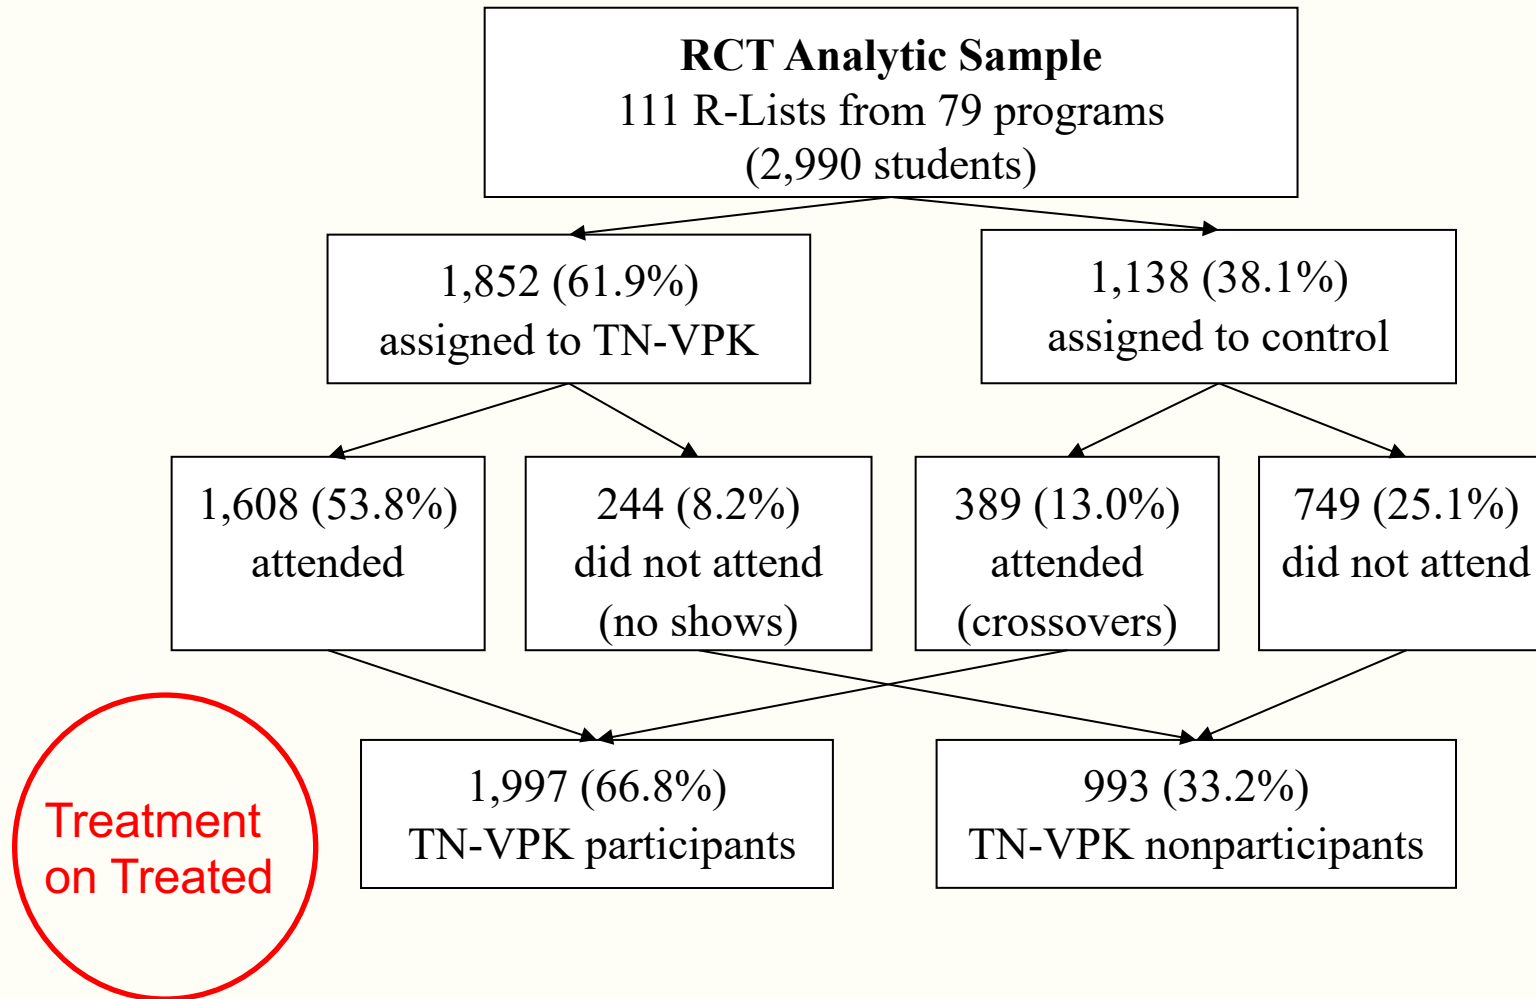 RCT Analytic Sample
111 R-Lists from 79 programs
(2,990 students)
1,852 (61.9%)
assigned to TN-VPK
1,138 (38.1%)
assigned to control
1,608 (53.8%)
attended
244 (8.2%)
did not attend
(no shows)
389 (13.0%)
attended
(crossovers)
749 (25.1%)
did not attend
Treatment
on Treated
1,997 (66.8%)
TN-VPK participants
993 (33.2%)
TN-VPK nonparticipants